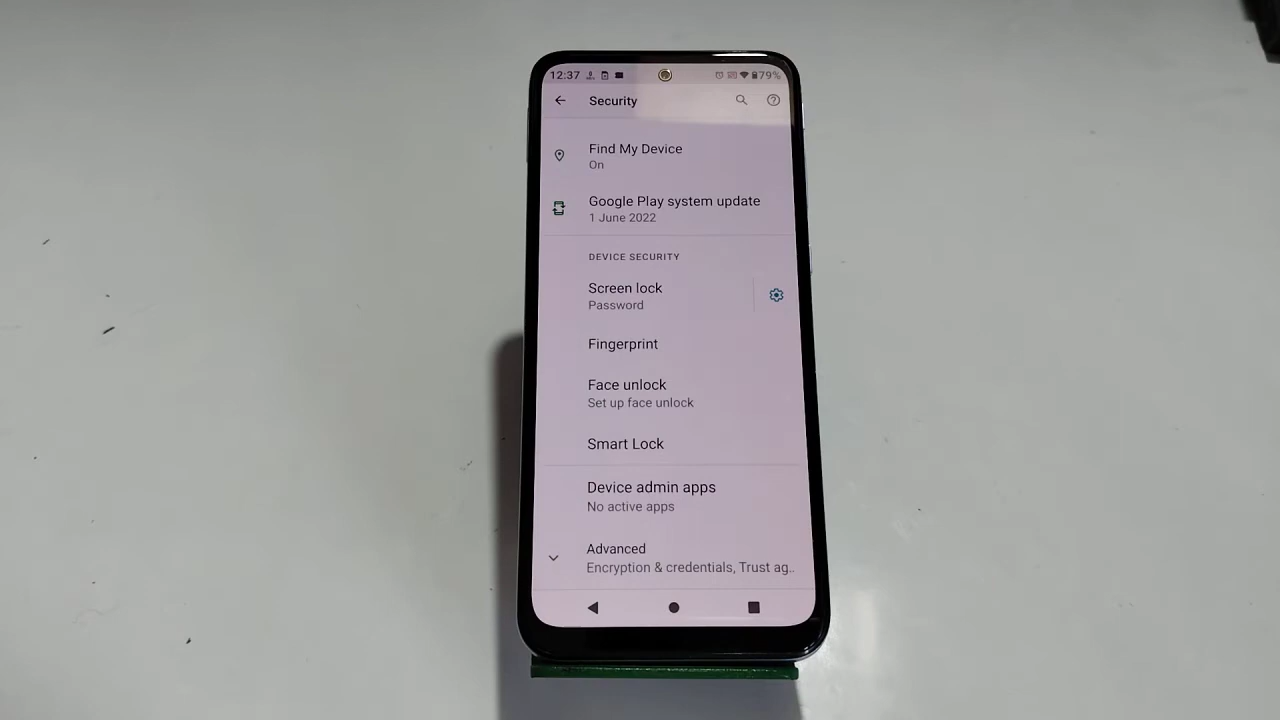 12:37
79%
Security
Find My Device
On
Google Play system update
1 June 2022
DEVICE SECURITY
Screen lock
Password
Fingerprint
Face unlock
Set up face unlock
Smart Lock
Device admin apps
No active apps
Advanced
Encryption & credentials, Trust ag..